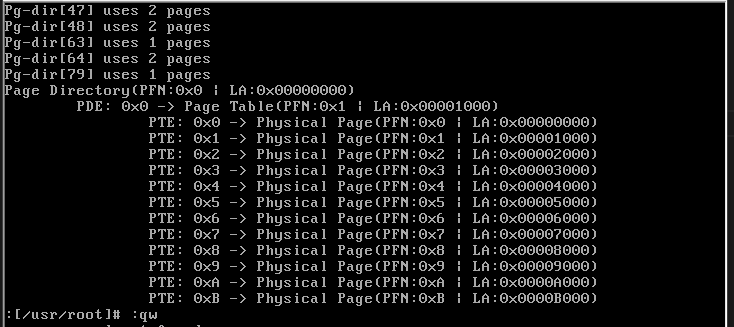 Pg-dir[47] uses 2 pages
Pg-dir[48] uses 2 pages
Pg-dir[63] uses 1 pages
Pg-dir[64] uses 2 pages
Pg-dir[79] uses 1 pages
Page Directory(PFN:0x0 | LA:0x00000000)
PDE: 0x0 -> Page Table(PFN:0x1 | LA:0x00001000)
PTE: 0x0 -> Physical Page(PFN:0x0 | LA:0x00000000)
PTE: 0x1 -> Physical Page(PFN:0x1 | LA:0x00001000)
PTE: 0x2 -> Physical Page(PFN:0x2 | LA:0x00002000)
PTE: 0x3 -> Physical Page(PFN:0x3 | LA:0x00003000)
PTE: 0x4 -> Physical Page(PFN:0x4 | LA:0x00004000)
PTE: 0x5 -> Physical Page(PFN:0x5 | LA:0x00005000)
PTE: 0x6 -> Physical Page(PFN:0x6 | LA:0x00006000)
PTE: 0x7 -> Physical Page(PFN:0x7 | LA:0x00007000)
PTE: 0x8 -> Physical Page(PFN:0x8 | LA:0x00008000)
PTE: 0x9 -> Physical Page(PFN:0x9 | LA:0x00009000)
PTE: 0xA -> Physical Page(PFN:0xA | LA:0x0000A000)
PTE: 0xB -> Physical Page(PFN:0xB | LA:0x0000B000)
:[/usr/root]# :qw